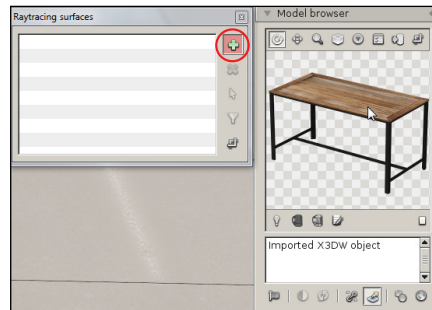 Raytracing surfaces
Model browser
Imported X3DW object